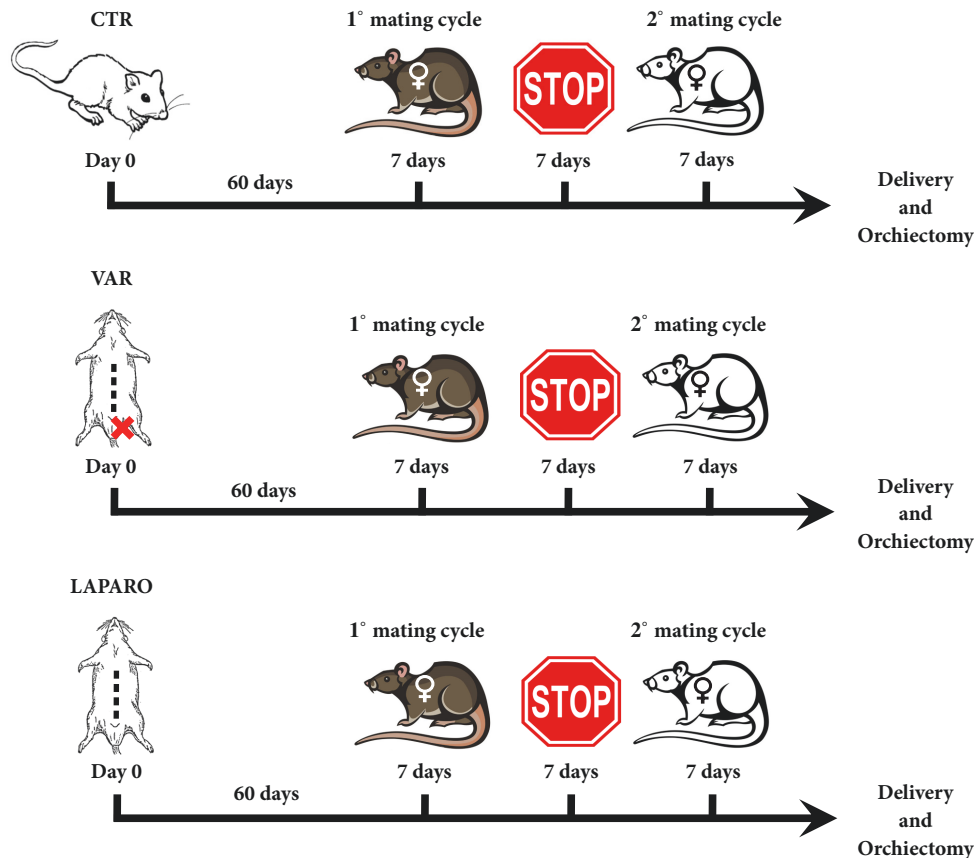 CTR
1° mating cycle
2° mating cycle
STOP
Day 0
7 days
7 days
7 days
60 days
Delivery
and
Orchiectomy
VAR
1° mating cycle
2° mating cycle
STOP
Day 0
7 days
7 days
7 days
60 days
Delivery
and
Orchiectomy
LAPARO
1° mating cycle
2° mating cycle
STOP
Day 0
7 days
7 days
7 days
60 days
Delivery
and
Orchiectomy